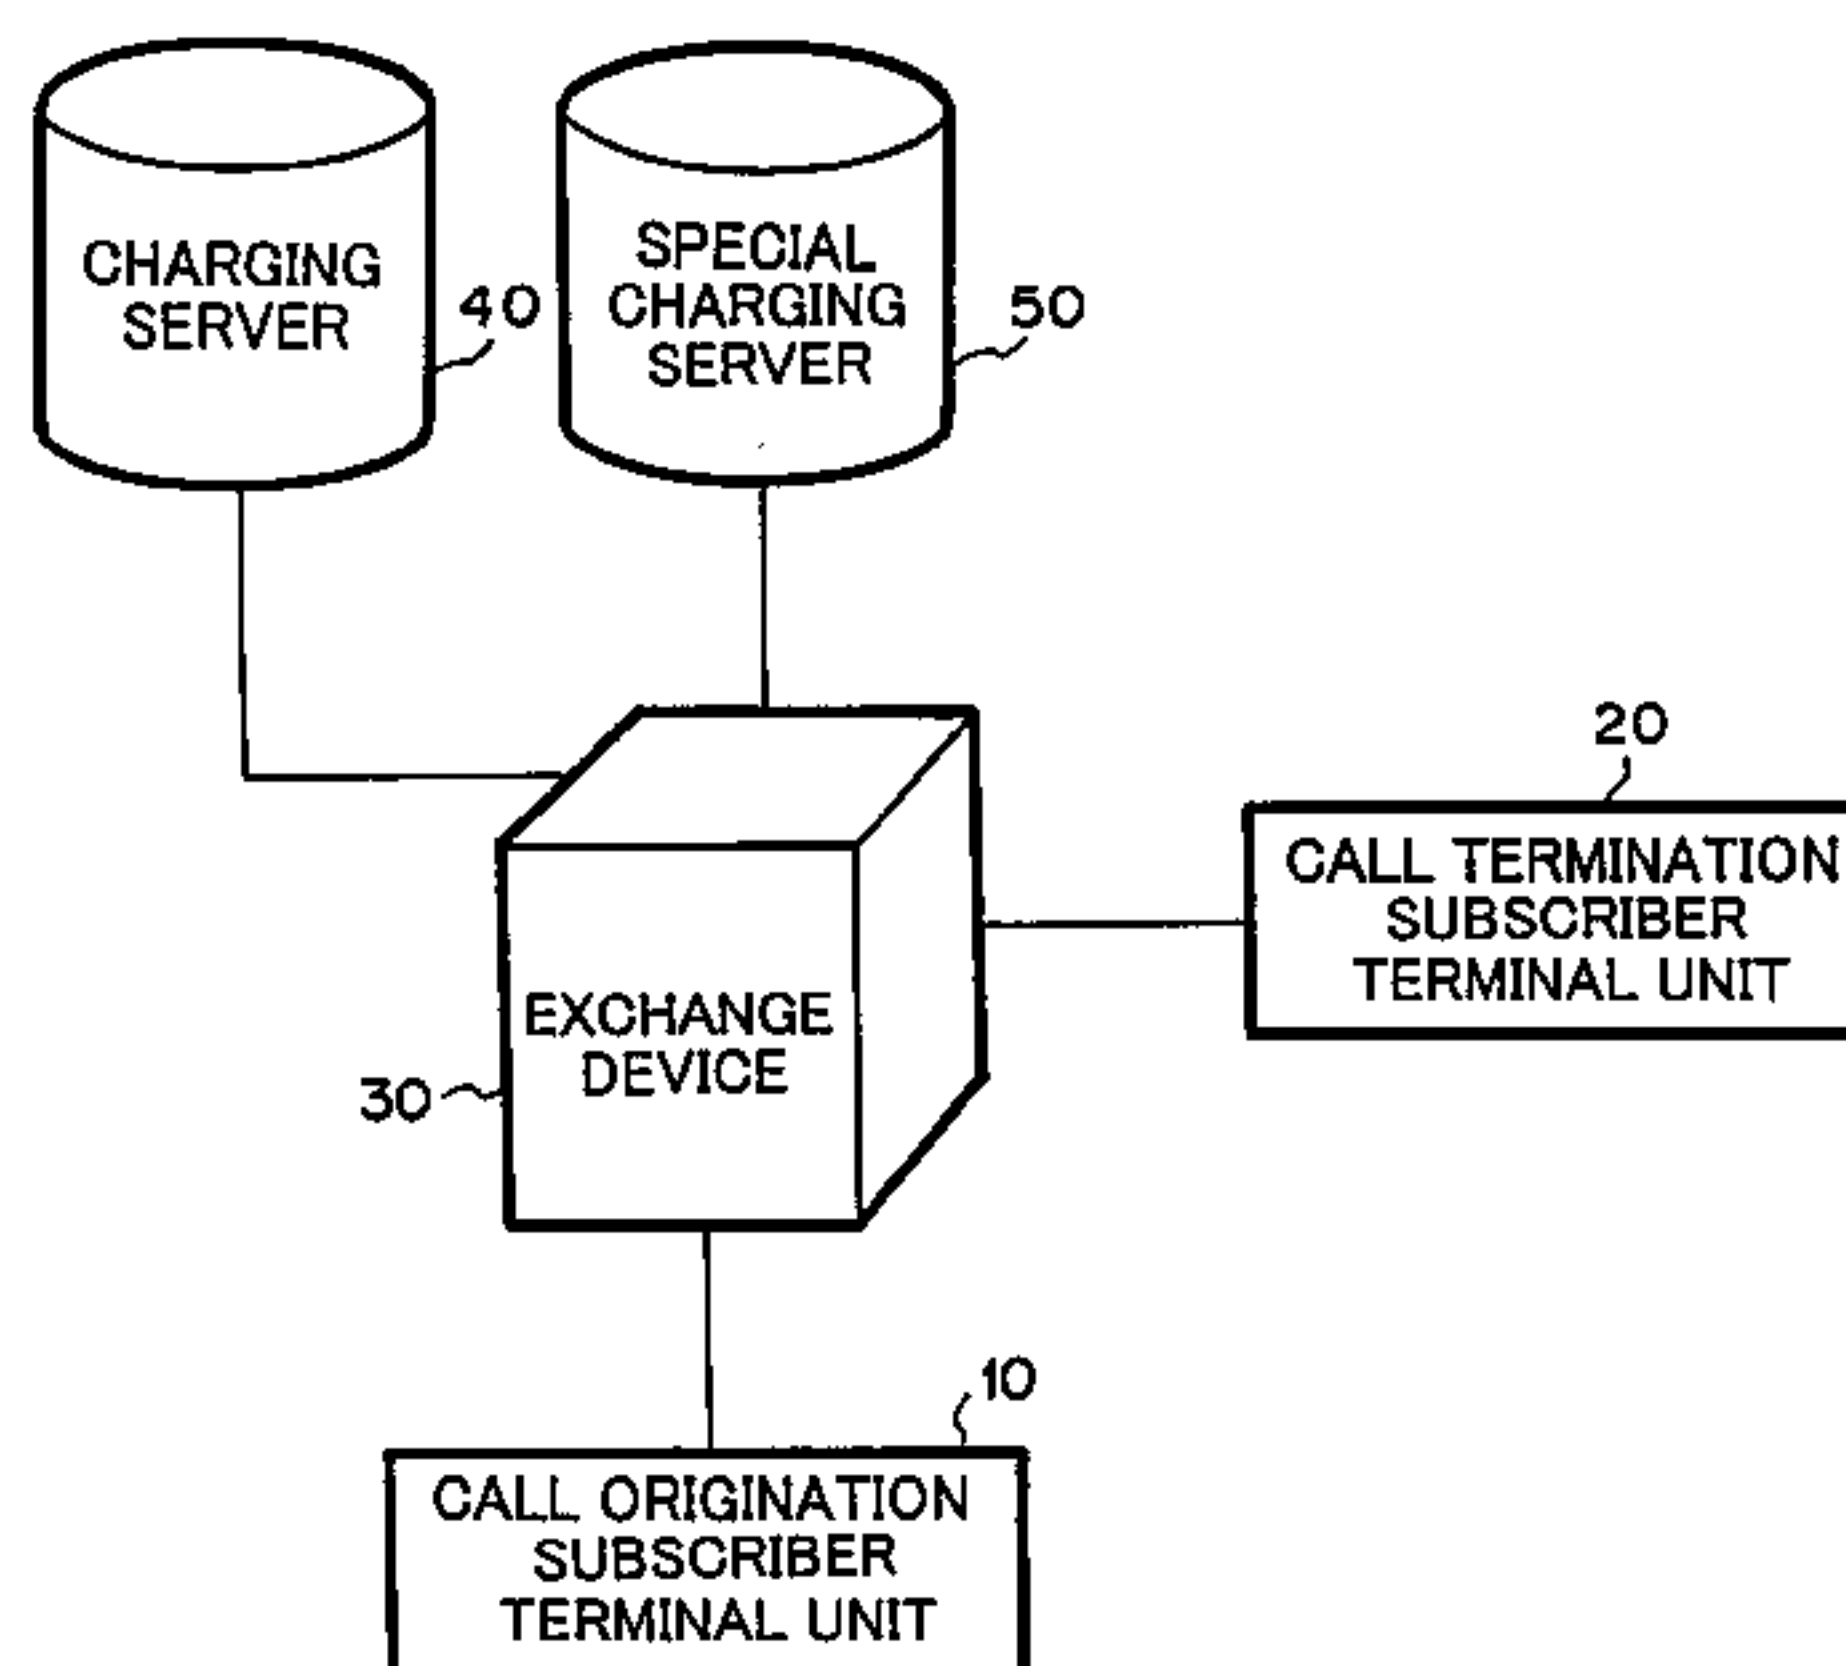 CHARGING
SERVER
40
SPECIAL
CHARGING
SERVER
50
20
CALL TERMINATION
SUBSCRIBER
TERMINAL UNIT
EXCHANGE
DEVICE
30
10
CALL ORIGINATION
SUBSCRIBER
TERMINAL UNIT